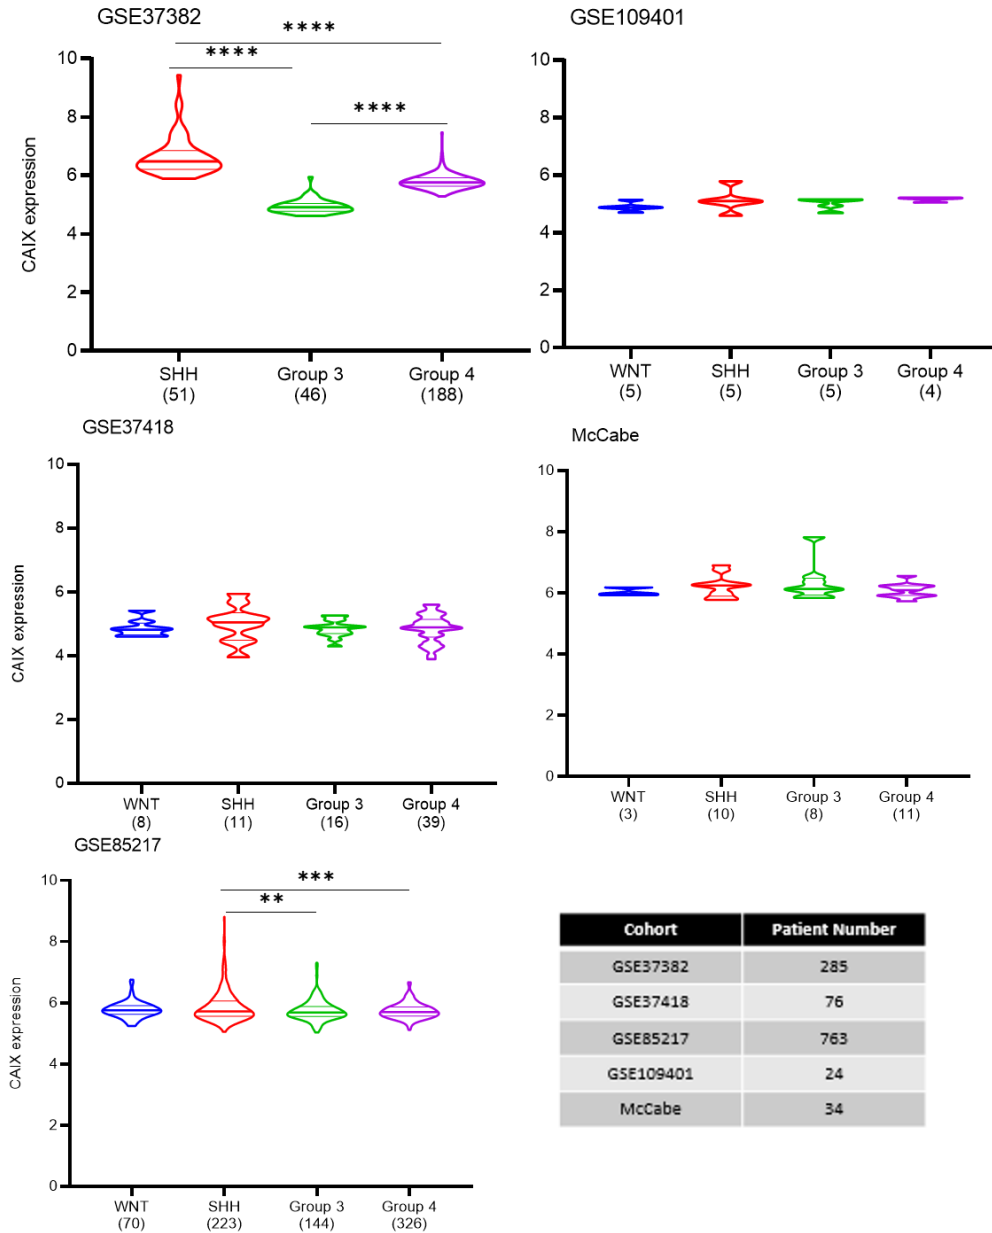 GSE37382
****
****
****
10
8
6
4
2
0
CAIX expression
SHH
(51)
Group 3
(46)
Group 4
(188)
GSE109401
10
8
6
4
2
0
WNT
(5)
SHH
(5)
Group 3
(5)
Group 4
(4)
GSE37418
10
8
6
4
2
0
CAIX expression
WNT
(8)
SHH
(11)
Group 3
(16)
Group 4
(39)
McCabe
10
8
6
4
2
0
WNT
(3)
SHH
(10)
Group 3
(8)
Group 4
(11)
GSE85217
***
**
10
8
6
4
2
0
CAIX expression
WNT
(70)
SHH
(223)
Group 3
(144)
Group 4
(326)
Cohort Patient Number
GSE37382 285
GSE37418 76
GSE85217 763
GSE109401 24
McCabe 34